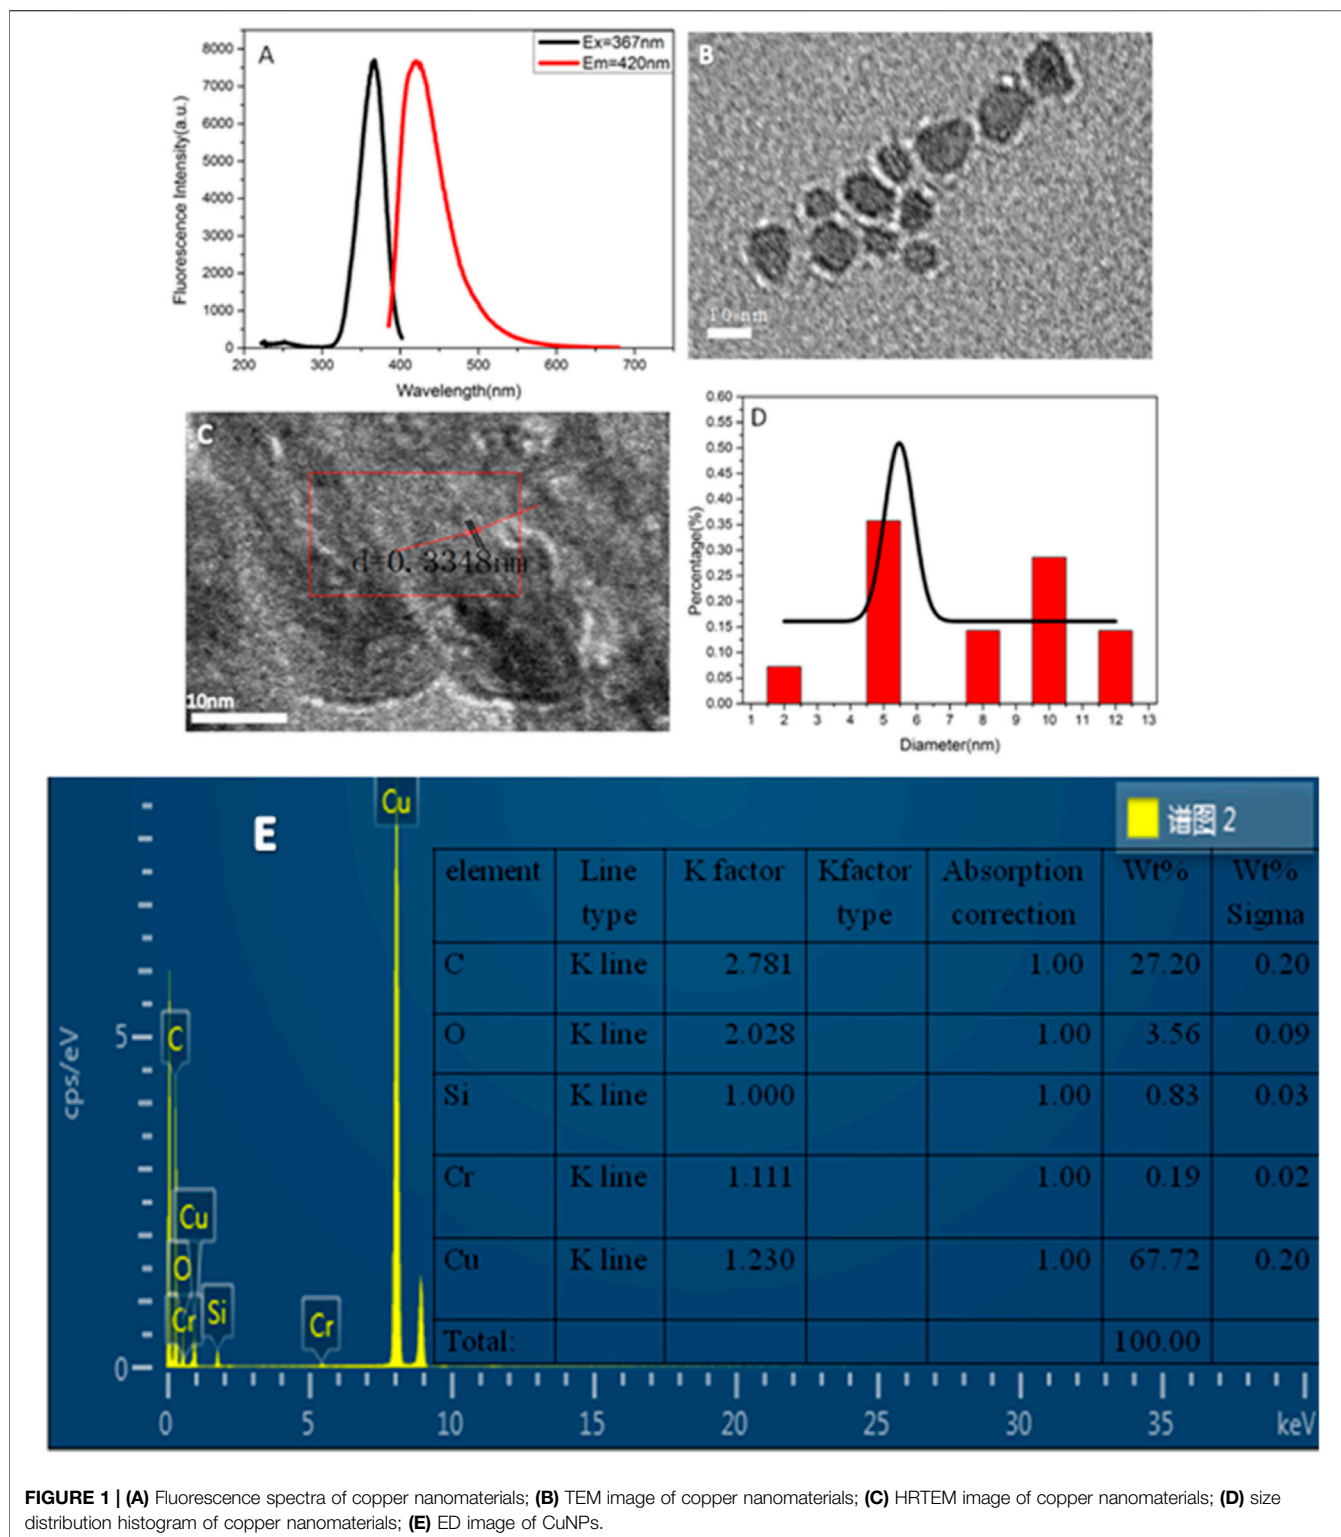 A
Ex=367nm
Em=420nm
8000
7000
6000
5000
4000
3000
2000
1000
0
200 300 400 500 600 700
Fluorescence Intensity(a.u.)
Wavelength(nm)
B
10 nm
C
d=0.3348nm
10nm
D
0.60
0.55
0.50
0.45
0.40
0.35
0.30
0.25
0.20
0.15
0.10
0.05
0.00
1 2 3 4 5 6 7 8 9 10 11 12 13
Percentage(%)
Diameter(nm)
E
谱图 2
cps/eV
5
0
Cu
C
Cu
O
Cr
Si
Cr
0 5 10 15 20 25 30 35 keV
element Line type K factor Kfactor type Absorption correction Wt% Wt% Sigma
C K line 2.781 1.00 27.20 0.20
O K line 2.028 1.00 3.56 0.09
Si K line 1.000 1.00 0.83 0.03
Cr K line 1.111 1.00 0.19 0.02
Cu K line 1.230 1.00 67.72 0.20
Total: 100.00
FIGURE 1 | (A) Fluorescence spectra of copper nanomaterials; (B) TEM image of copper nanomaterials; (C) HRTEM image of copper nanomaterials; (D) size
distribution histogram of copper nanomaterials; (E) ED image of CuNPs.